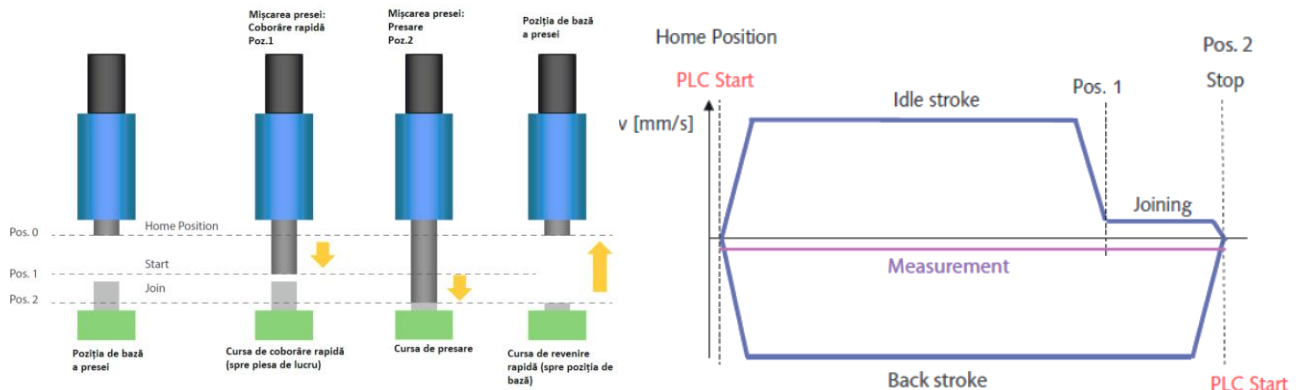 Mișcarea presei:
Coborâre rapidă
Poz.1
Mișcarea presei:
Presare
Poz.2
Poziția de bază
a presei
Pos. 0
Home Position
Pos. 1
Start
Join
Pos. 2
Poziția de bază
a presei
Cursa de coborâre rapidă
(spre piesa de lucru)
Cursa de presare
Cursa de revenire
rapidă (spre poziția de
bază)
Home Position
PLC Start
v [mm/s]
Idle stroke
Pos. 1
Pos. 2
Stop
Joining
Measurement
Back stroke
PLC Start